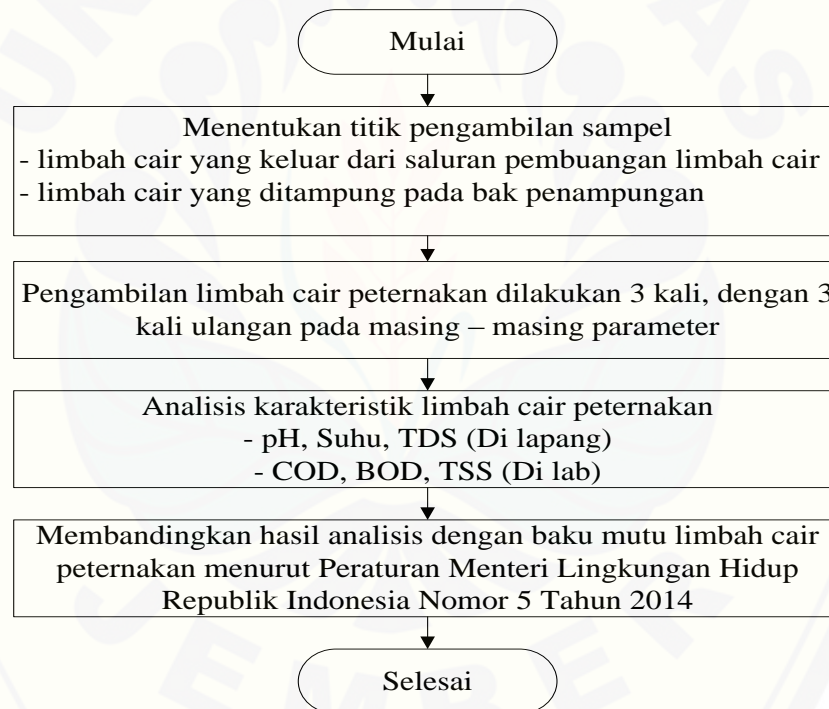 Mulai
Menentukan titik pengambilan sampel
- limbah cair yang keluar dari saluran pembuangan limbah cair
- limbah cair yang ditampung pada bak penampungan
Pengambilan limbah cair peternakan dilakukan 3 kali, dengan 3
kali ulangan pada masing – masing parameter
Analisis karakteristik limbah cair peternakan
- pH, Suhu, TDS (Di lapang)
- COD, BOD, TSS (Di lab)
Membandingkan hasil analisis dengan baku mutu limbah cair
peternakan menurut Peraturan Menteri Lingkungan Hidup
Republik Indonesia Nomor 5 Tahun 2014
Selesai
JEMBER